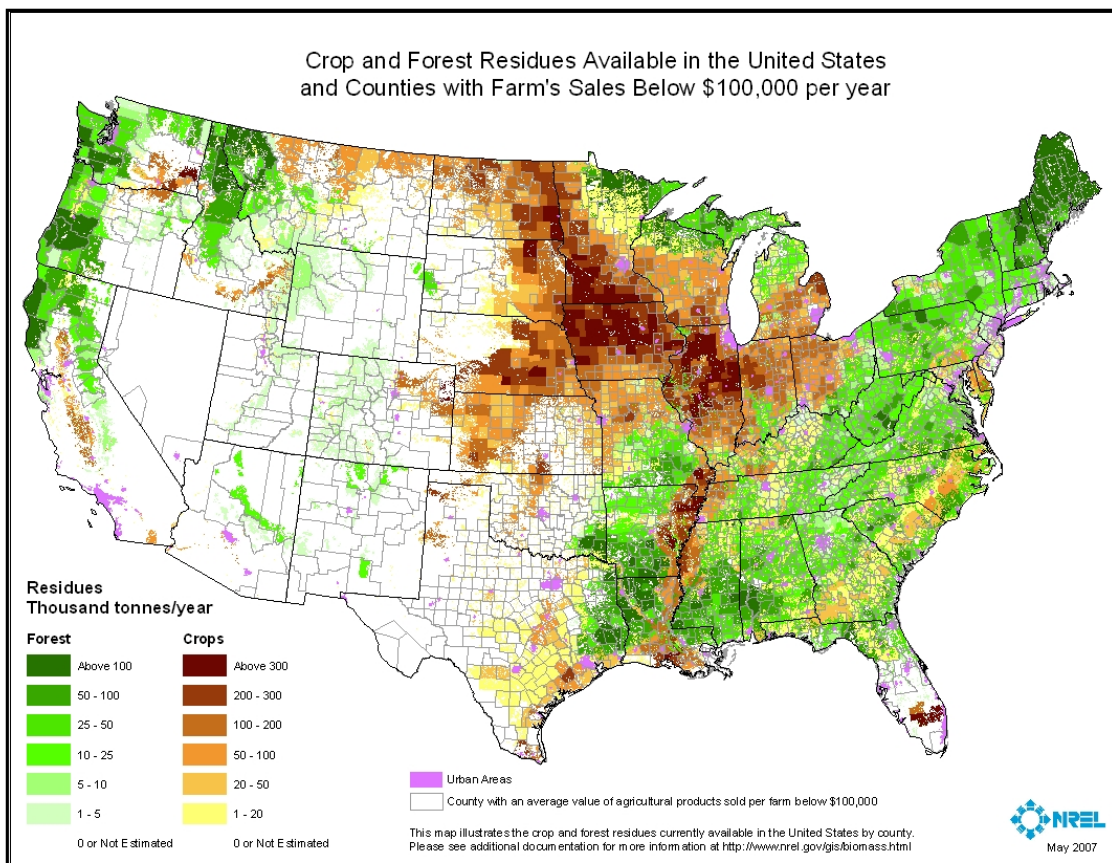 Crop and Forest Residues Available in the United States
and Counties with Farm's Sales Below $100,000 per year
Residues
Thousand tonnes/year
Forest Crops
Above 100 Above 300
50 - 100 200 - 300
25 - 50 100 - 200
10 - 25 50 - 100
5 - 10 20 - 50
1 - 5 1 - 20
0 or Not Estimated 0 or Not Estimated
Urban Areas
County with an average value of agricultural products sold per farm below $100,000
This map illustrates the crop and forest residues currently available in the United States by county.
Please see additional documentation for more information at http://www.nrel.gov/gis/biomass.html
NREL
May 2007